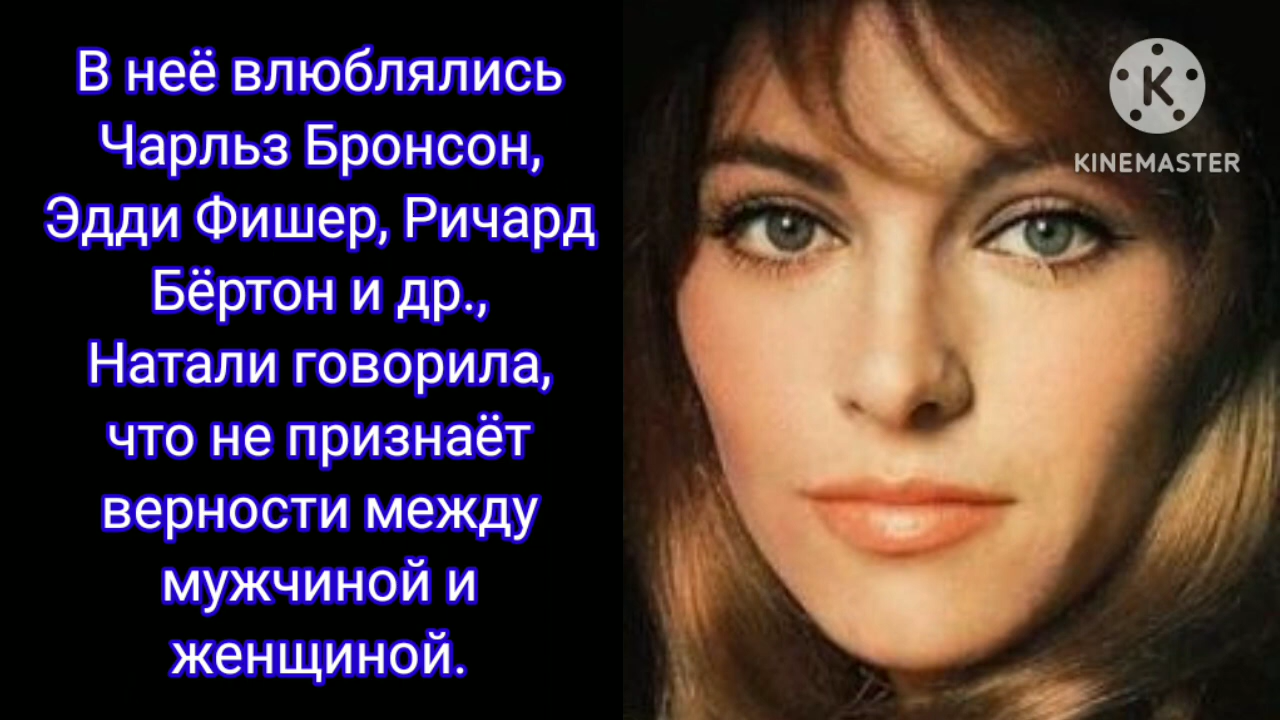 В неё влюблялись
Чарльз Бронсон,
Эдди Фишер, Ричард
Бёртон и др.,
Натали говорила,
что не признаёт
верности между
мужчиной и
женщиной.
K
KINEMASTER